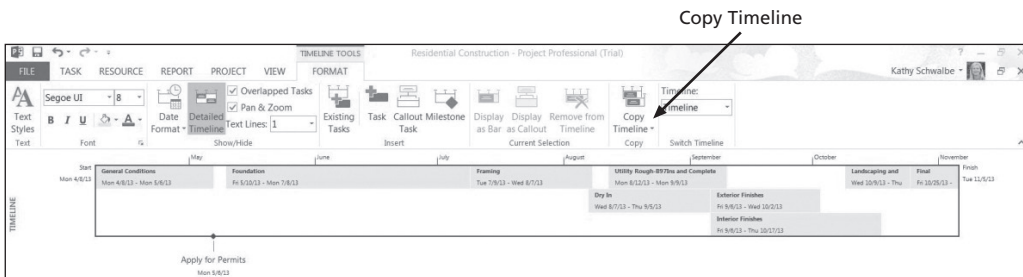 Copy Timeline
TIMELINE TOOLS
Residential Construction - Project Professional (Trial)
FILE TASK RESOURCE REPORT PROJECT VIEW FORMAT
Kathy Schwalbe
Text Styles
Segoe UI 8
B I U A
Text
Font
Date Format
Detailed Timeline
Overlapped Tasks
Pan & Zoom
Text Lines: 1
Show/Hide
Existing Tasks
Task
Callout Task
Milestone
Insert
Display as Bar
Display as Callout
Remove from Timeline
Current Selection
Copy Timeline
Copy
Timeline:
Timeline
Switch Timeline
TIMELINE
May June July August September October November
Start
Mon 4/8/13
General Conditions
Mon 4/8/13 - Mon 5/6/13
Foundation
Fri 5/10/13 - Mon 7/8/13
Framing
Tue 7/9/13 - Wed 8/7/13
Utility Rough-B97Ins and Complete
Mon 8/12/13 - Mon 9/9/13
Landscaping and
Wed 10/9/13 - Thu
Final
Fri 10/25/13 -
Finish
Tue 11/5/13
Dry In
Wed 8/7/13 - Thu 9/5/13
Exterior Finishes
Fri 9/6/13 - Wed 10/2/13
Interior Finishes
Fri 9/6/13 - Thu 10/17/13
Apply for Permits
Mon 5/6/13